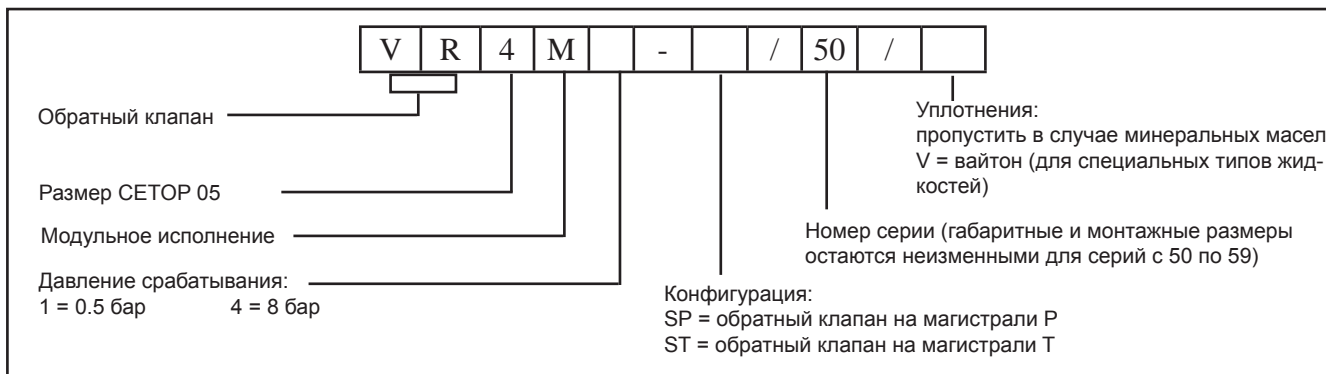 V R 4 M - / 50 /
Обратный клапан
Размер CETOP 05
Модульное исполнение
Давление срабатывания:
1 = 0.5 бар 4 = 8 бар
Уплотнения:
пропустить в случае минеральных масел
V = вайтон (для специальных типов жид-
костей)
Номер серии (габаритные и монтажные размеры
остаются неизменными для серий с 50 по 59)
Конфигурация:
SP = обратный клапан на магистрали P
ST = обратный клапан на магистрали T